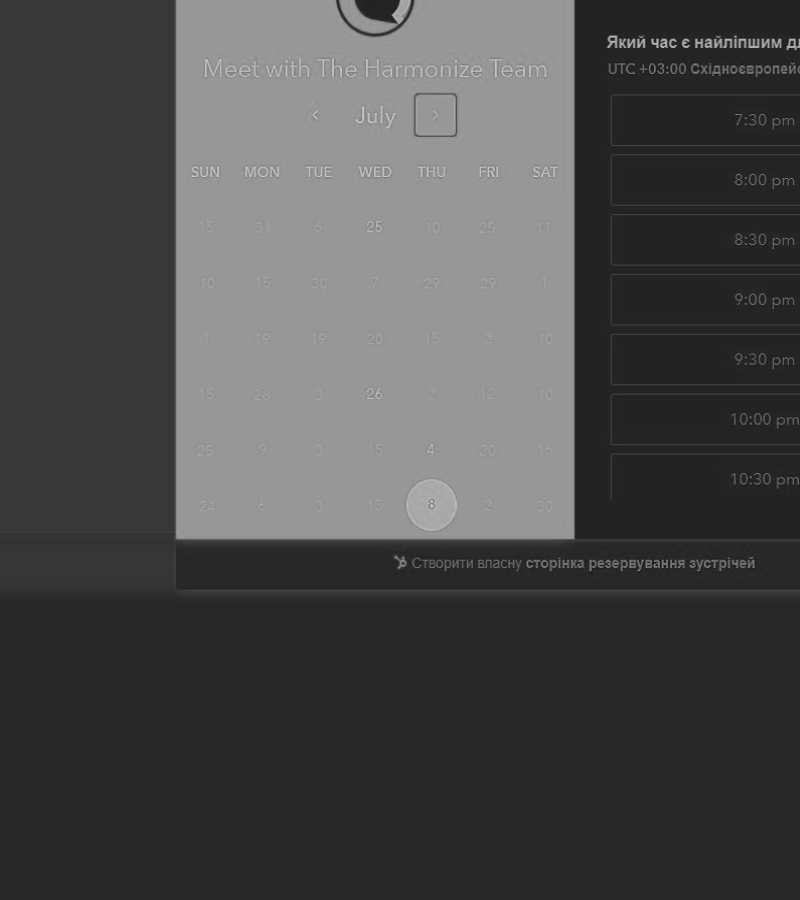 Meet with The Harmonize Team
July
SUN MON TUE WED THU FRI SAT
15 31 6 25 10 25 11
10 15 30 7 29 29 1
1 19 19 20 15 2 10
15 28 3 26 2 12 10
25 9 3 15 4 20 16
24 6 3 13 8 2 30
Який час є найліпшим
UTC +03:00
7:30 pm
8:00 pm
8:30 pm
9:00 pm
9:30 pm
10:00 pm
10:30 pm
Створити власну сторінка резервування зустрічей